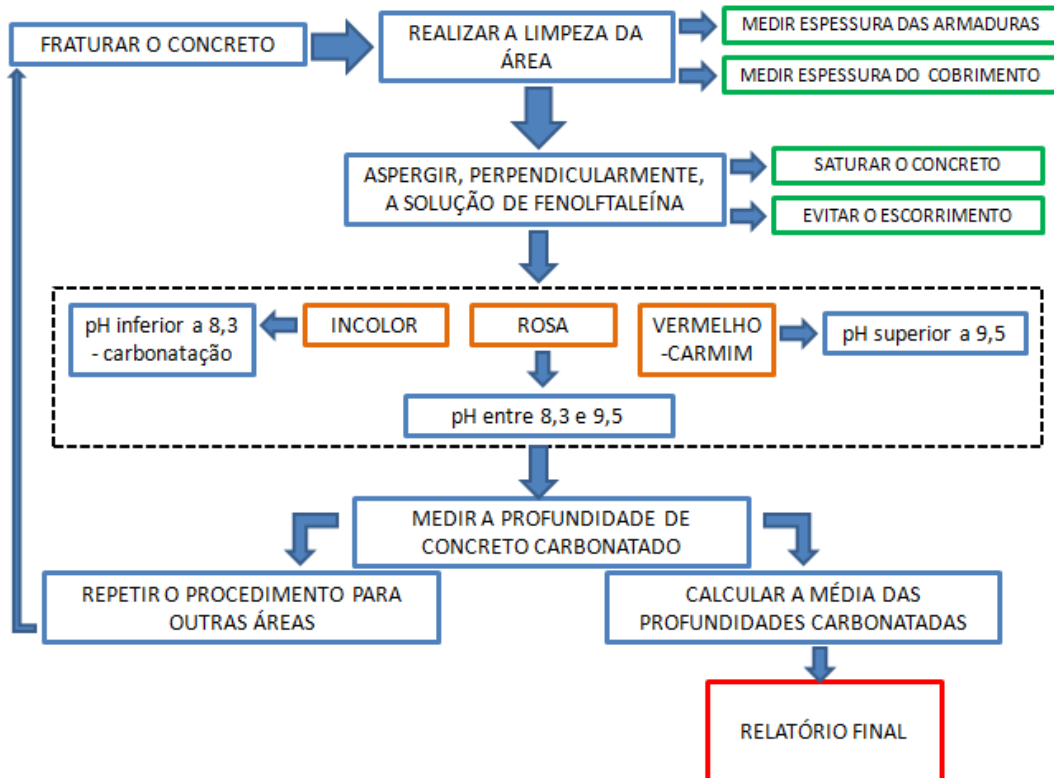 FRATURAR O CONCRETO
REALIZAR A LIMPEZA DA
ÁREA
MEDIR ESPESSURA DAS ARMADURAS
MEDIR ESPESSURA DO COBRIMENTO
ASPERGIR, PERPENDICULARMENTE,
A SOLUÇÃO DE FENOLFTALEÍNA
SATURAR O CONCRETO
EVITAR O ESCORRIMENTO
pH inferior a 8,3
- carbonatação
INCOLOR
ROSA
VERMELHO
-CARMIM
pH superior a 9,5
pH entre 8,3 e 9,5
MEDIR A PROFUNDIDADE DE
CONCRETO CARBONATADO
REPETIR O PROCEDIMENTO PARA
OUTRAS ÁREAS
CALCULAR A MÉDIA DAS
PROFUNDIDADES CARBONATADAS
RELATÓRIO FINAL